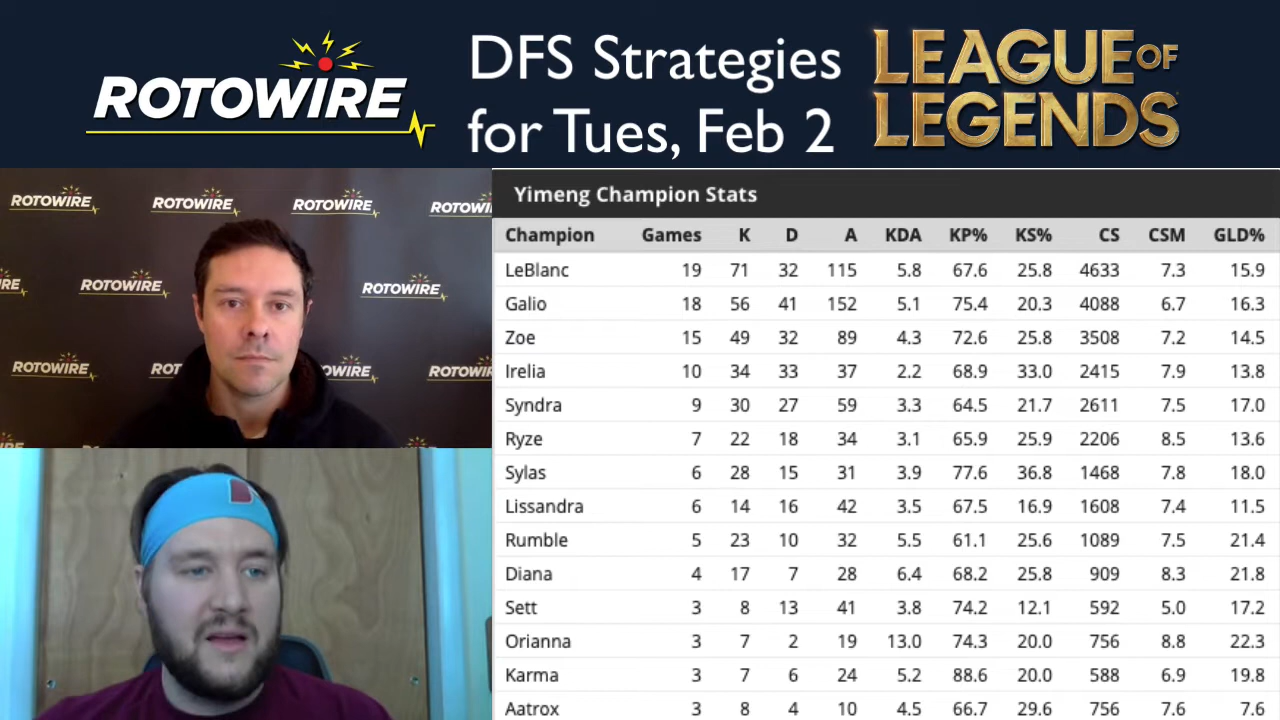 ROTOWIRE
DFS Strategies
for Tues, Feb 2
LEAGUE OF
LEGENDS
ROTOWIRE ROTOWIRE ROTOWIRE ROTOWI
RE ROTOWIRE ROTOWIRE
ROTOWIRE ROT IRE ROTOWI
Yimeng Champion Stats
Champion Games K D A KDA KP% KS% CS CSM GLD%
LeBlanc 19 71 32 115 5.8 67.6 25.8 4633 7.3 15.9
Galio 18 56 41 152 5.1 75.4 20.3 4088 6.7 16.3
Zoe 15 49 32 89 4.3 72.6 25.8 3508 7.2 14.5
Irelia 10 34 33 37 2.2 68.9 33.0 2415 7.9 13.8
Syndra 9 30 27 59 3.3 64.5 21.7 2611 7.5 17.0
Ryze 7 22 18 34 3.1 65.9 25.9 2206 8.5 13.6
Sylas 6 28 15 31 3.9 77.6 36.8 1468 7.8 18.0
Lissandra 6 14 16 42 3.5 67.5 16.9 1608 7.4 11.5
Rumble 5 23 10 32 5.5 61.1 25.6 1089 7.5 21.4
Diana 4 17 7 28 6.4 68.2 25.8 909 8.3 21.8
Sett 3 8 13 41 3.8 74.2 12.1 592 5.0 17.2
Orianna 3 7 2 19 13.0 74.3 20.0 756 8.8 22.3
Karma 3 7 6 24 5.2 88.6 20.0 588 6.9 19.8
Aatrox 3 8 4 10 4.5 66.7 29.6 756 7.6 7.6